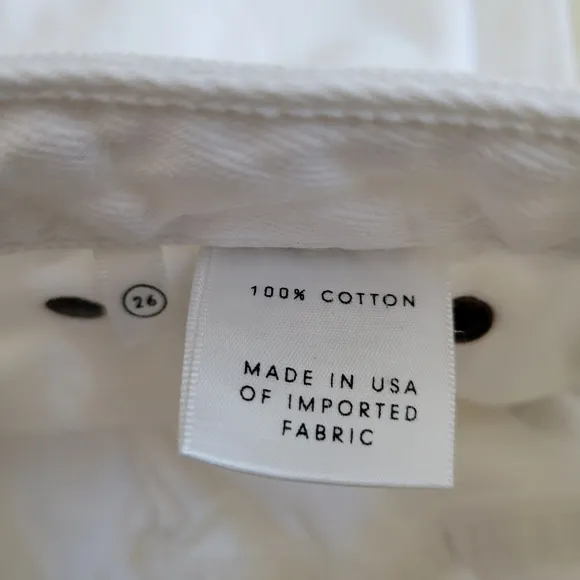 100% COTTON
26
MADE IN USA
OF IMPORTED
FABRIC